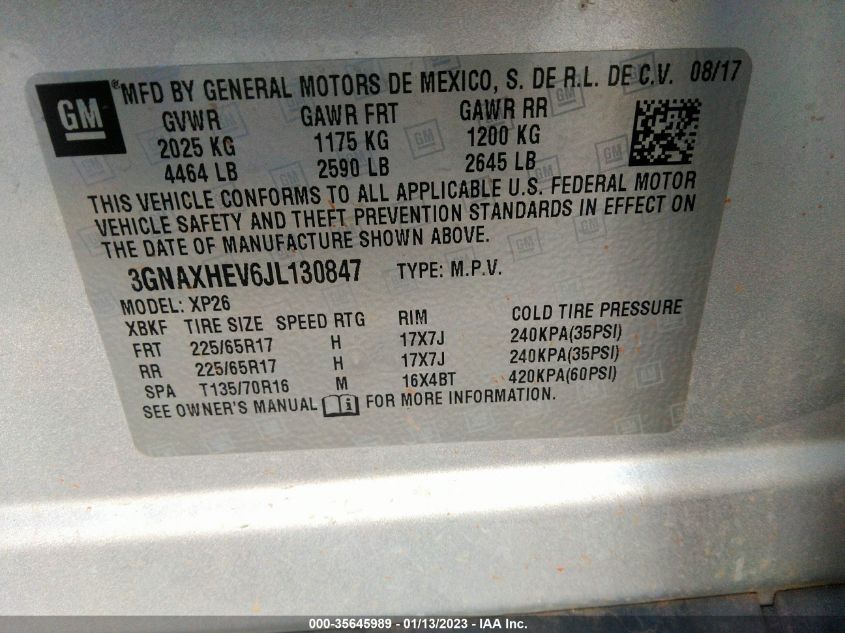 GM
®MFD BY GENERAL MOTORS DE MEXICO, S. DE R.L. DE C.V. 08/17
GVWR GAWR FRT GAWR RR
2025 KG 1175 KG 1200 KG
4464 LB 2590 LB 2645 LB
THIS VEHICLE CONFORMS TO ALL APPLICABLE U.S. FEDERAL MOTOR
VEHICLE SAFETY AND THEFT PREVENTION STANDARDS IN EFFECT ON
THE DATE OF MANUFACTURE SHOWN ABOVE.
3GNAXHEV6JL130847 TYPE: M.P.V.
MODEL: XP26
XBKF TIRE SIZE SPEED RTG RIM COLD TIRE PRESSURE
FRT 225/65R17 H 17X7J 240KPA(35PSI)
RR 225/65R17 H 17X7J 240KPA(35PSI)
SPA T135/70R16 M 16X4BT 420KPA(60PSI)
SEE OWNER'S MANUAL FOR MORE INFORMATION.
000-35645989 — 01/13/2023 — IAA Inc.